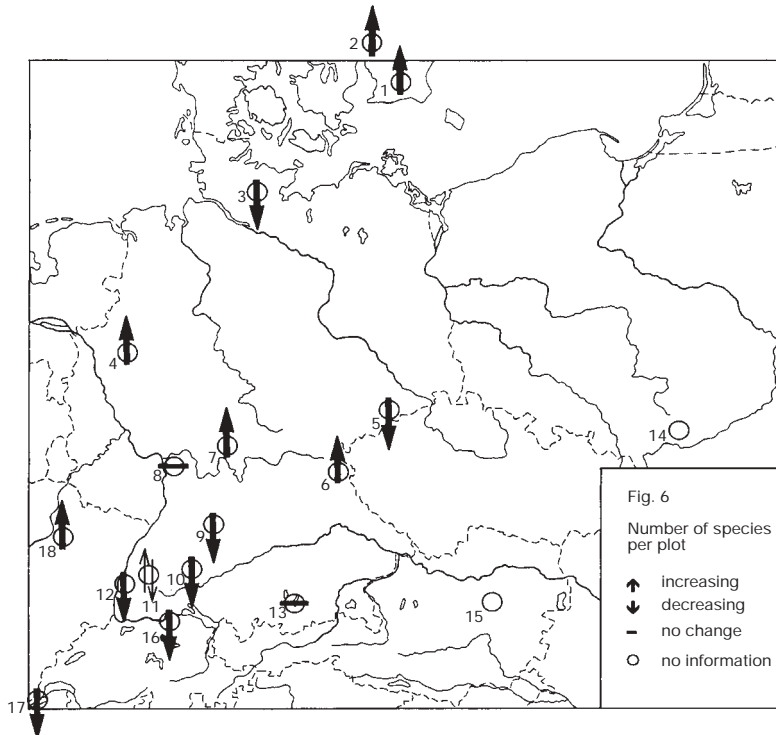 2
1
3
4
5
14
7
8
6
Fig. 6
Number of species
per plot
increasing
decreasing
no change
no information
9
18
10
12
11
13
15
16
17